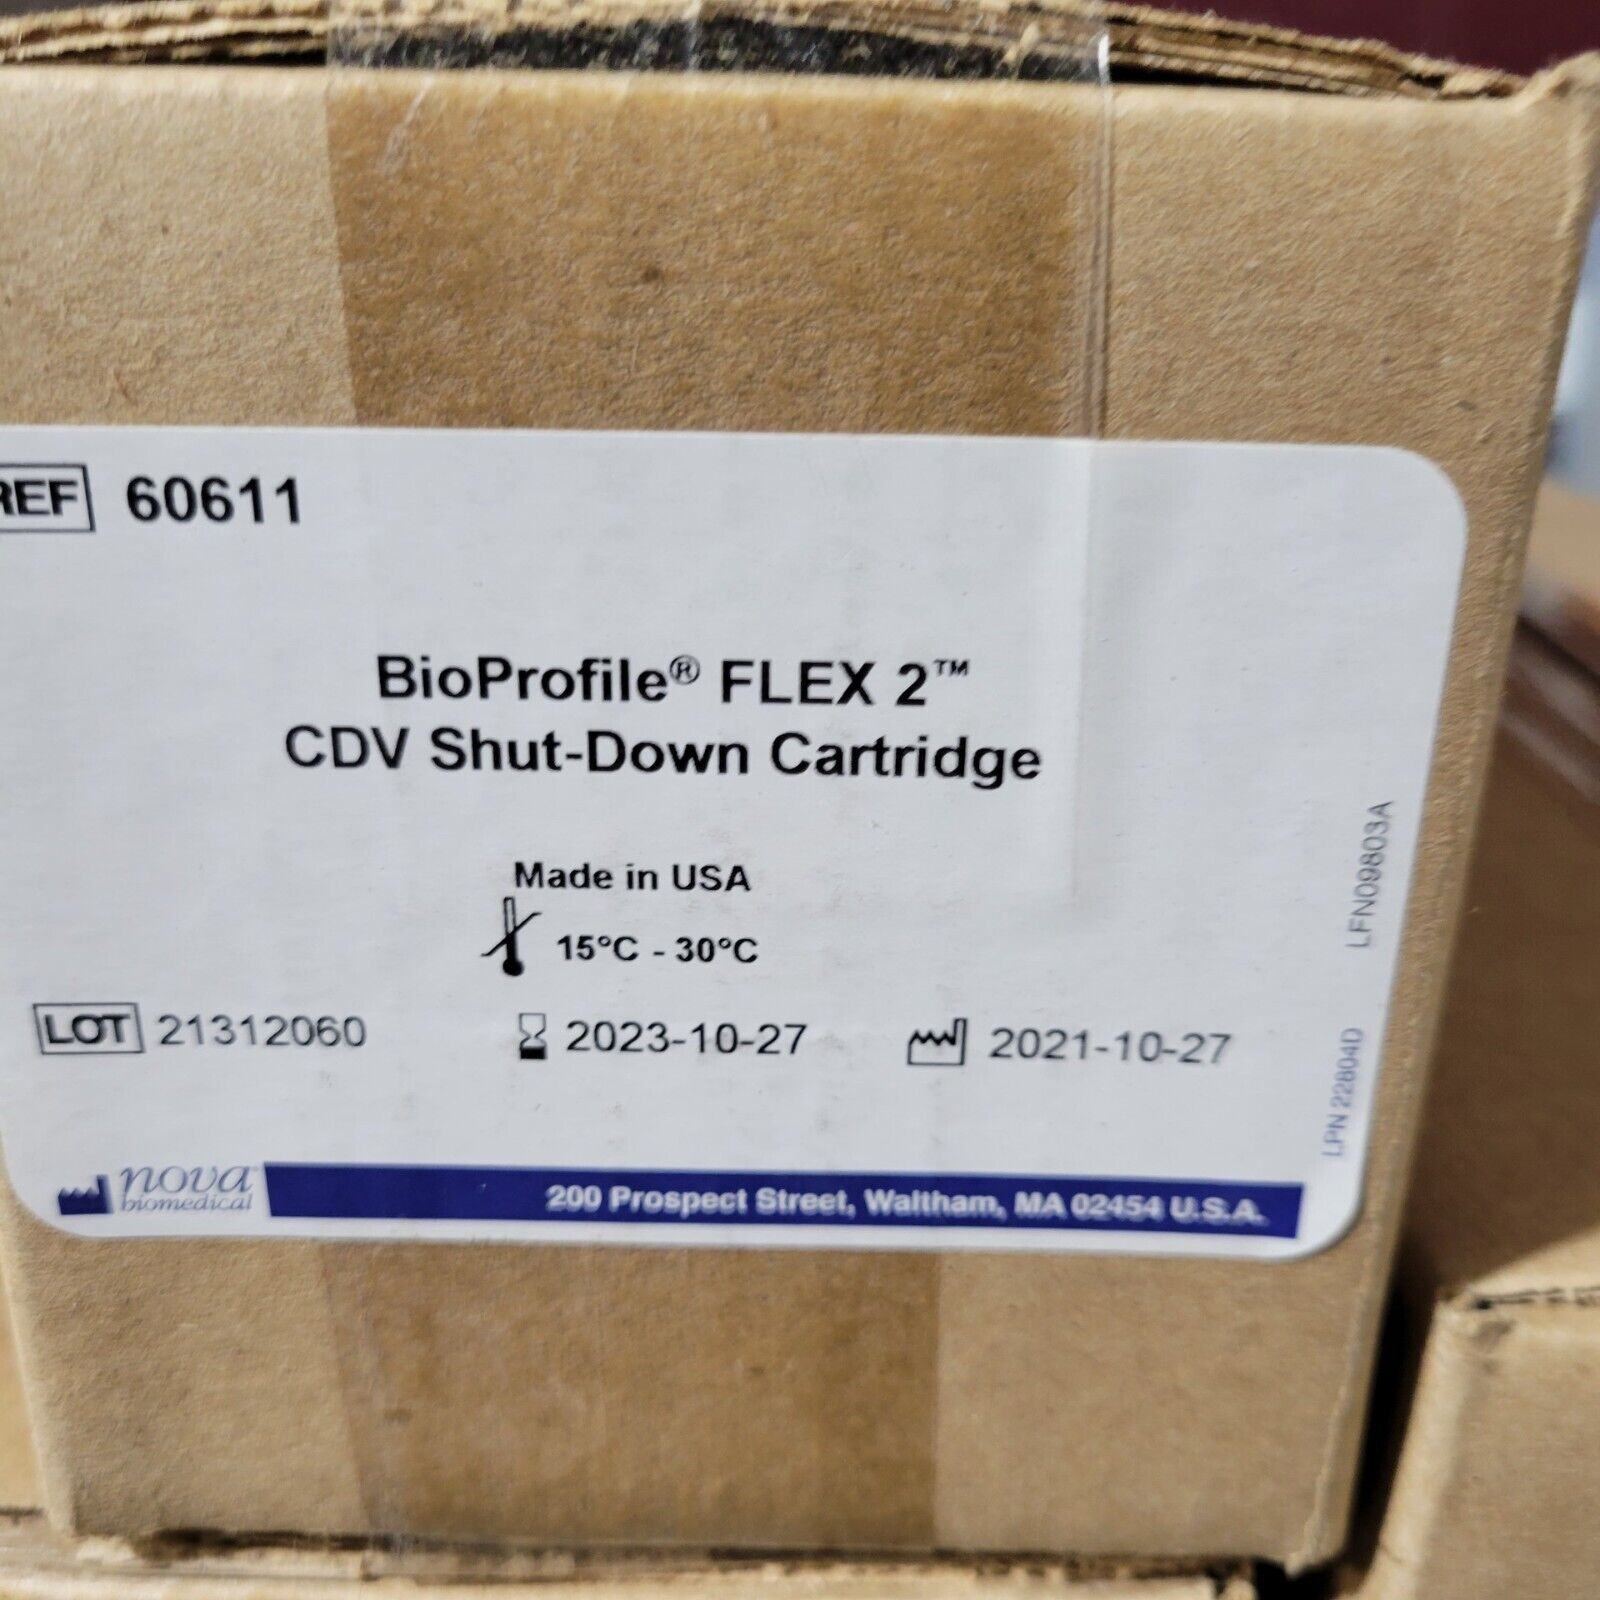 REF 60611
BioProfile® FLEX 2™
CDV Shut-Down Cartridge
Made in USA
15°C - 30°C
LOT 21312060 2023-10-27 2021-10-27
LFN09803A
LPN 22804D
nova™
biomedical
200 Prospect Street, Waltham, MA 02454 U.S.A.